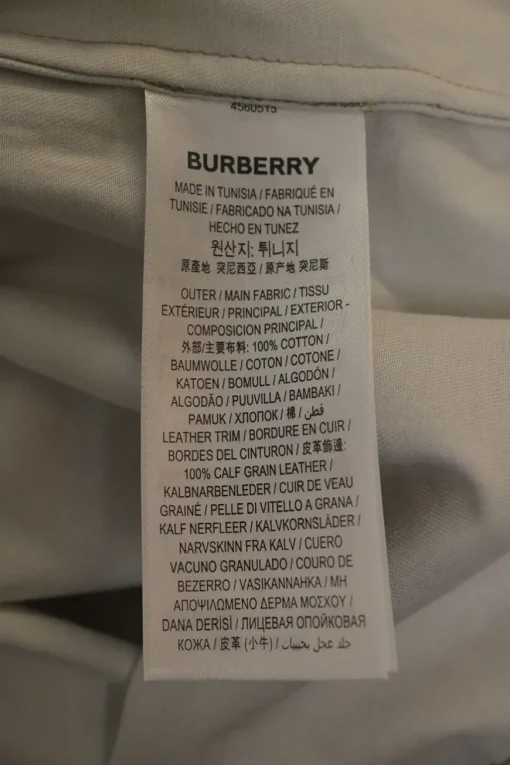 4560515
BURBERRY
MADE IN TUNISIA / FABRIQUÉ EN
TUNISIE / FABRICADO NA TUNISIA /
HECHO EN TUNEZ
원산지: 튀니지
原產地 突尼西亞 / 原产地 突尼斯
OUTER / MAIN FABRIC / TISSU
EXTÉRIEUR / PRINCIPAL / EXTERIOR -
COMPOSICION PRINCIPAL /
外部/主要布料: 100% COTTON /
BAUMWOLLE / COTON / COTONE /
KATOEN / BOMULL / ALGODÓN /
ALGODÃO / PUUVILLA / BAMBAKI /
PAMUK / ХЛОПОК / 棉 / قطن
LEATHER TRIM / BORDURE EN CUIR /
BORDES DEL CINTURON / 皮革飾邊:
100% CALF GRAIN LEATHER /
KALBNARBENLEDER / CUIR DE VEAU
GRAINÉ / PELLE DI VITELLO A GRANA /
KALF NERFLEER / KALVKORNSLÄDER /
NARVSKINN FRA KALV / CUERO
VACUNO GRANULADO / COURO DE
BEZERRO / VASIKANNAHKA / ΜΗ
ΑΠΟΨΙΛΩΜΕΝΟ ΔΕΡΜΑ ΜΟΣΧΟΥ /
DANA DERİSİ / ЛИЦЕВАЯ ОПОЙКОВАЯ
КОЖА / 皮革 (小牛) / جلد عجل بحبيبات